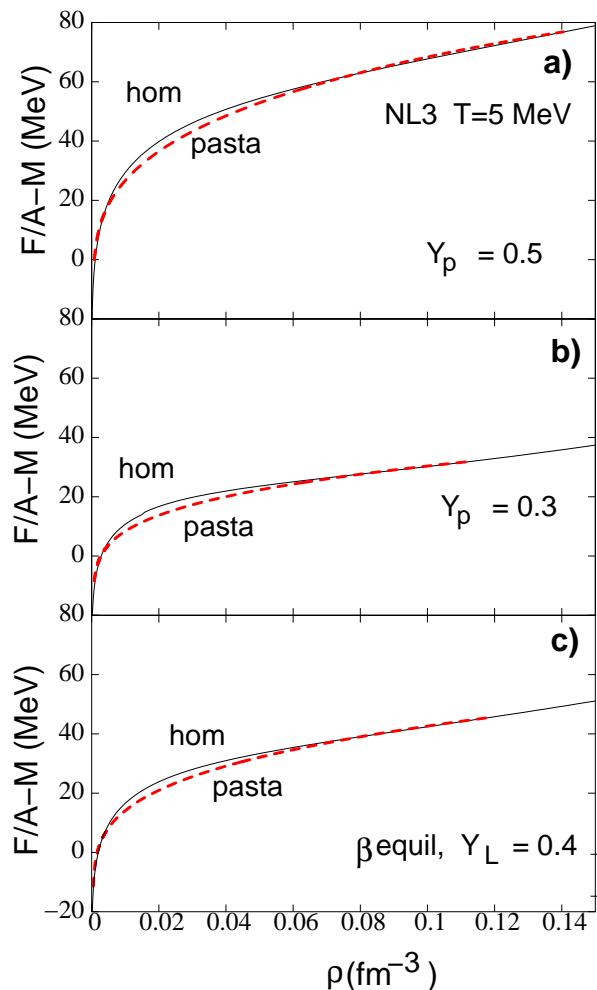 80
a)
60
hom
NL3 T=5 MeV
40
pasta
20
0
Y_p = 0.5
F/A−M (MeV)
80
b)
60
40
hom
20
pasta
Y_p = 0.3
0
F/A−M (MeV)
80
c)
60
40
hom
20
pasta
0
β equil, Y_L = 0.4
−20
F/A−M (MeV)
0 0.02 0.04 0.06 0.08 0.1 0.12 0.14
ρ(fm⁻³)